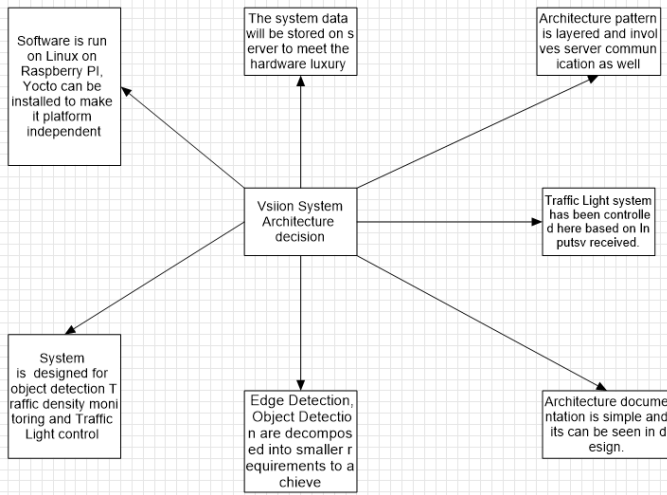 Software is run
on Linux on
Raspberry PI,
Yocto can be
installed to make
it platform
independent
The system data
will be stored on s
erver to meet the
hardware luxury
Architecture pattern
is layered and invol
ves server commun
ication as well
Vsiion System
Architecture
decision
Traffic Light system
has been controlle
d here based on In
putsv received.
System
is designed for
object detection T
raffic density moni
toring and Traffic
Light control
Edge Detection,
Object Detectio
n are decompos
ed into smaller r
equirements to a
chieve
Architecture docume
ntation is simple and
its can be seen in d
esign.